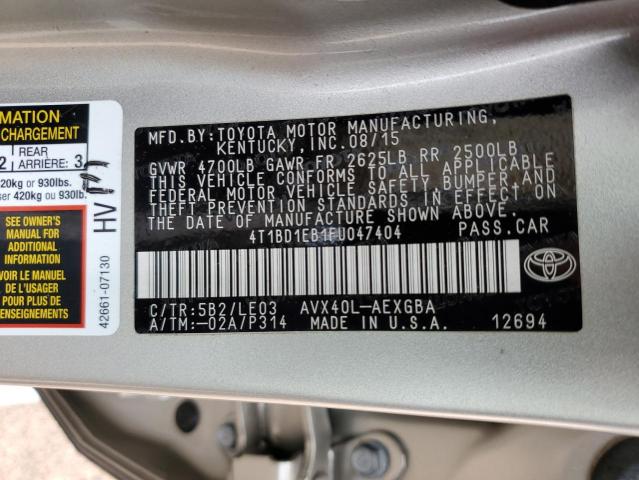 MATION
CHARGEMENT
2 REAR ARRIÈRE: 3
20kg or 930lbs.
ser 420kg ou 930lb.
SEE OWNER'S
MANUAL FOR
ADDITIONAL
INFORMATION
VOIR LE MANUEL
DE L'USAGER
POUR PLUS DE
RENSEIGNEMENTS
42661-07130
HV
MFD.BY:TOYOTA MOTOR MANUFACTURING,
KENTUCKY, INC.08/15
GVWR 4700LB GAWR FR 2625LB RR 2500LB
THIS VEHICLE CONFORMS TO ALL APPLICABLE
FEDERAL MOTOR VEHICLE SAFETY,BUMPER AND
THEFT PREVENTION STANDARDS IN EFFECT ON
THE DATE OF MANUFACTURE SHOWN ABOVE.
4T1BD1EB1FU047404 PASS.CAR
C/TR:5B2/LE03 AVX40L-AEXGBA
A/TM:-02A/P314 MADE IN U.S.A. 12694
TOYOTA